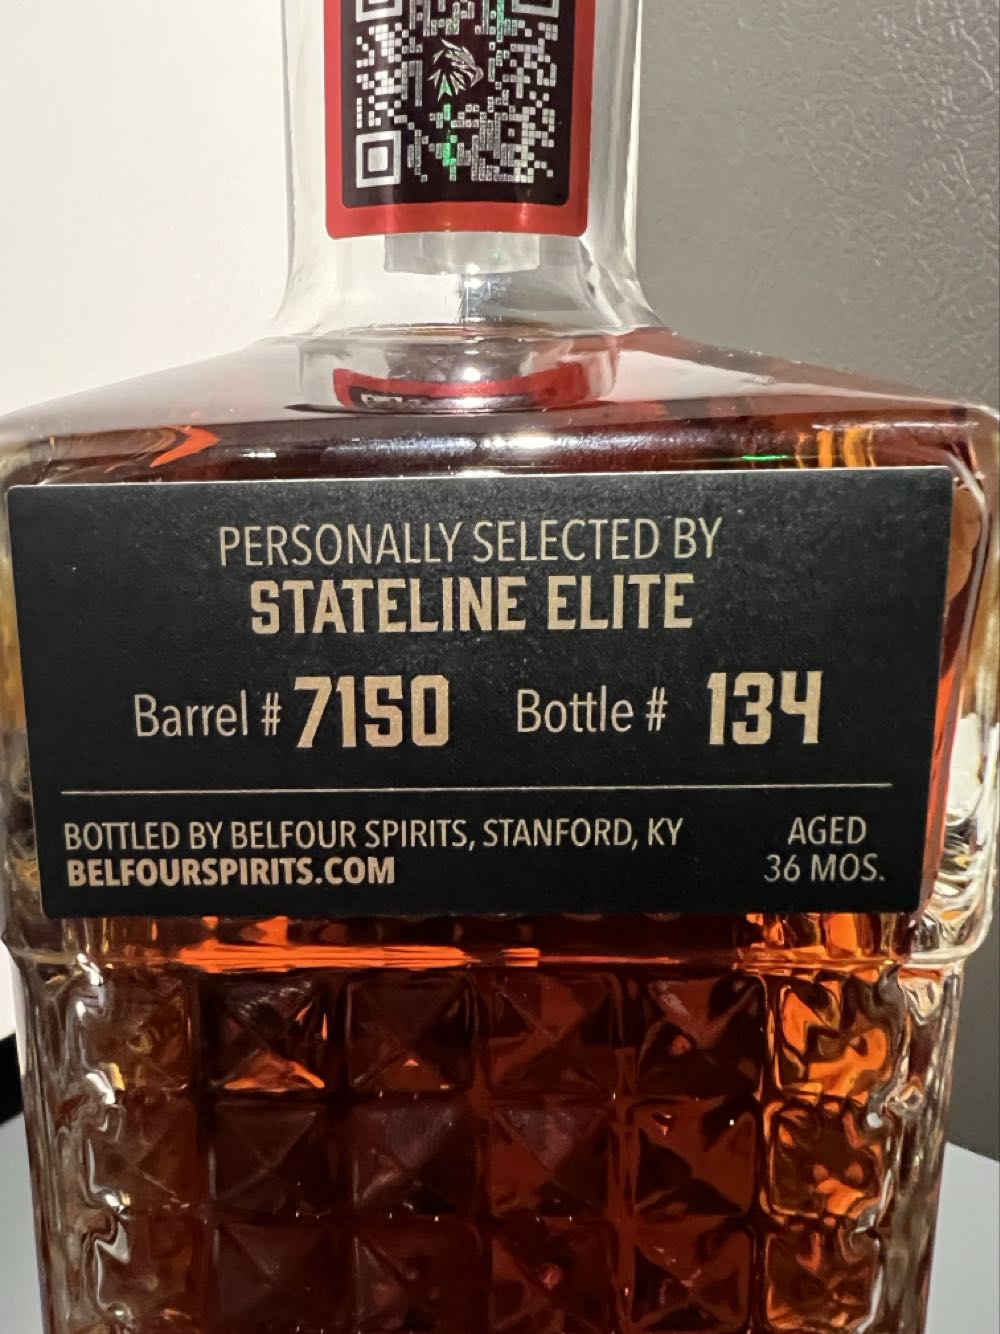 PERSONALLY SELECTED BY
STATELINE ELITE
Barrel # 7150 Bottle # 134
BOTTLED BY BELFOUR SPIRITS, STANFORD, KY
BELFOURSPIRITS.COM
AGED
36 MOS.